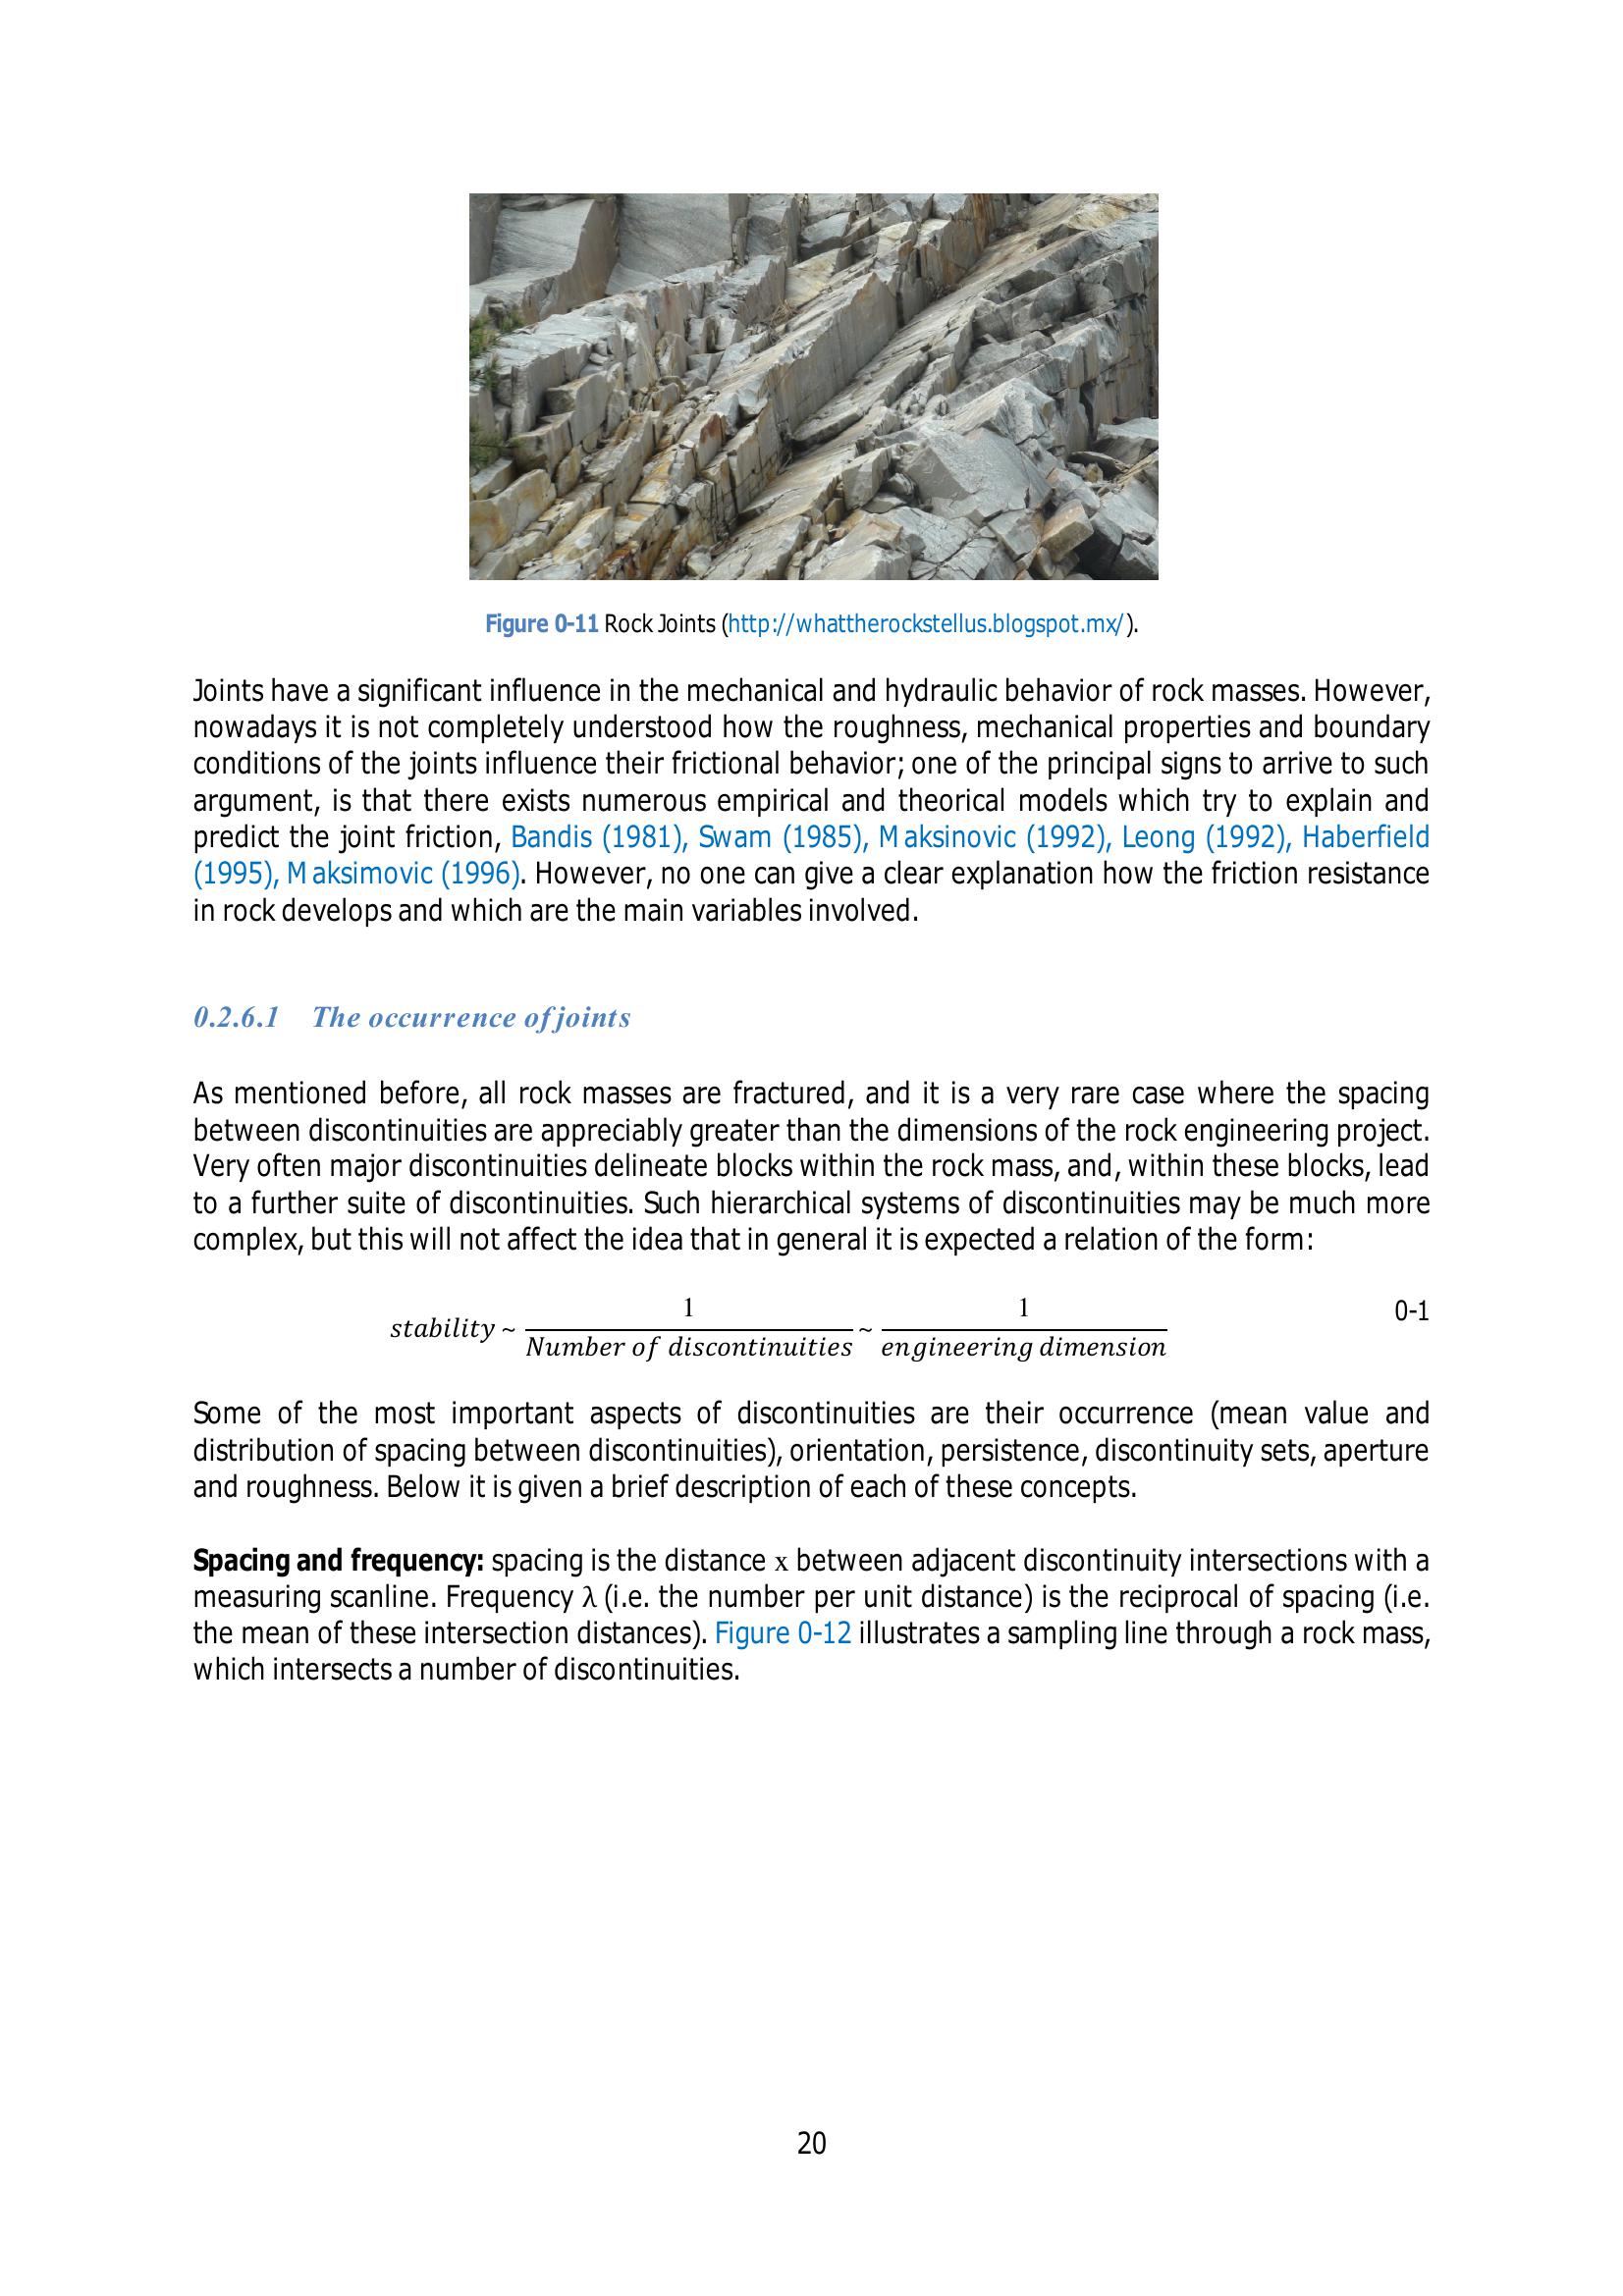 Figure 0-11 Rock Joints (http://whattherockstellus.blogspot.mx/).
Joints have a significant influence in the mechanical and hydraulic behavior of rock masses. However,
nowadays it is not completely understood how the roughness, mechanical properties and boundary
conditions of the joints influence their frictional behavior; one of the principal signs to arrive to such
argument, is that there exists numerous empirical and theorical models which try to explain and
predict the joint friction, Bandis (1981), Swam (1985), Maksinovic (1992), Leong (1992), Haberfield
(1995), Maksimovic (1996). However, no one can give a clear explanation how the friction resistance
in rock develops and which are the main variables involved.
0.2.6.1 The occurrence of joints
As mentioned before, all rock masses are fractured, and it is a very rare case where the spacing
between discontinuities are appreciably greater than the dimensions of the rock engineering project.
Very often major discontinuities delineate blocks within the rock mass, and, within these blocks, lead
to a further suite of discontinuities. Such hierarchical systems of discontinuities may be much more
complex, but this will not affect the idea that in general it is expected a relation of the form:
stability ~ 1 / Number of discontinuities ~ 1 / engineering dimension 0-1
Some of the most important aspects of discontinuities are their occurrence (mean value and
distribution of spacing between discontinuities), orientation, persistence, discontinuity sets, aperture
and roughness. Below it is given a brief description of each of these concepts.
Spacing and frequency: spacing is the distance x between adjacent discontinuity intersections with a
measuring scanline. Frequency λ (i.e. the number per unit distance) is the reciprocal of spacing (i.e.
the mean of these intersection distances). Figure 0-12 illustrates a sampling line through a rock mass,
which intersects a number of discontinuities.
20